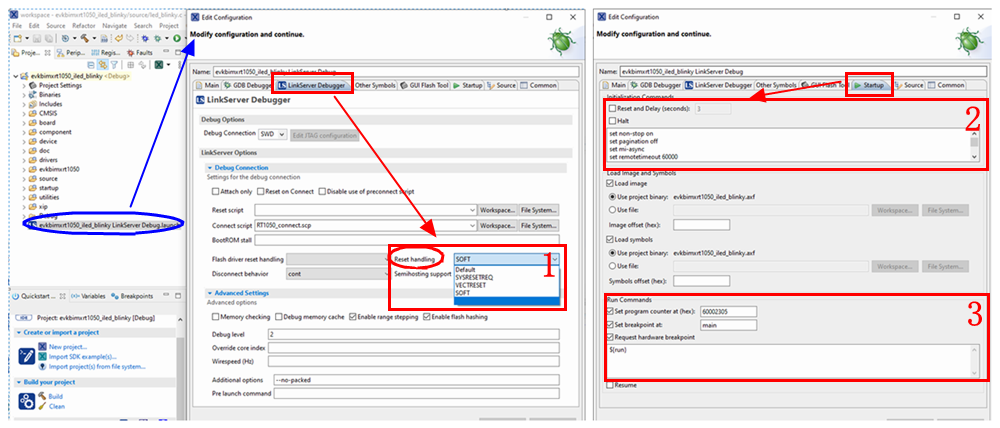 workspace - evkbimxrt1050_iled_blinky/source/iled_blinky.c
File Edit Source Refactor Navigate Search Project
Proje...
Perip...
Regis...
Faults
evkbimxrt1050_iled_blinky <Debug>
Project Settings
Binaries
Includes
CMSIS
board
component
device
doc
drivers
evkbimxrt1050
source
startup
utilities
xip
Debug
evkbimxrt1050_iled_blinky LinkServer Debug.launch
Quickstart ...
(x)= Variables
Breakpoints
IDE
Project: evkbimxrt1050_iled_blinky [Debug]
Create or import a project
New project...
Import SDK example(s)...
Import project(s) from file system...
Build your project
Build
Clean
Edit Configuration
Modify configuration and continue.
Name: evkbimxrt1050_iled_blinky LinkServer Debug
Main
GDB Debugger
LS LinkServer Debugger
Other Symbols
GUI Flash Tool
Startup
Source
Common
LS LinkServer Debugger
Debug Options
Debug Connection SWD Edit JTAG configuration
LinkServer Options
Debug Connection
Settings for the debug connection
Attach only Reset on Connect Disable use of preconnect script
Reset script Workspace... File System...
Connect script RT1050_connect.scp Workspace... File System...
BootROM stall
Flash driver reset handling Reset handling SOFT
Disconnect behavior cont Semihosting support
Default
SYSRESETREQ
VECTRESET
SOFT
1
Advanced Settings
Advanced options
Memory checking Debug memory cache Enable range stepping Enable flash hashing
Debug level 2
Override core index
Wirespeed (Hz)
Additional options --no-packed
Pre launch command
Edit Configuration
Modify configuration and continue.
Name: evkbimxrt1050_iled_blinky LinkServer Debug
Main
GDB Debugger
LS LinkServer Debugger
Other Symbols
GUI Flash Tool
Startup
Source
Common
Initialization Commands
Reset and Delay (seconds): 3
Halt
2
set non-stop on
set pagination off
set mi-async
set remotetimeout 60000
Load Image and Symbols
Load image
Use project binary: evkbimxrt1050.axf
Use file: Workspace... File System...
Image offset (hex):
Load symbols
Use project binary: evkbimxrt1050.axf
Use file: Workspace... File System...
Symbols offset (hex):
Run Commands
3
Set program counter at (hex): 60002305
Set breakpoint at: main
Request hardware breakpoint
${run}
Resume